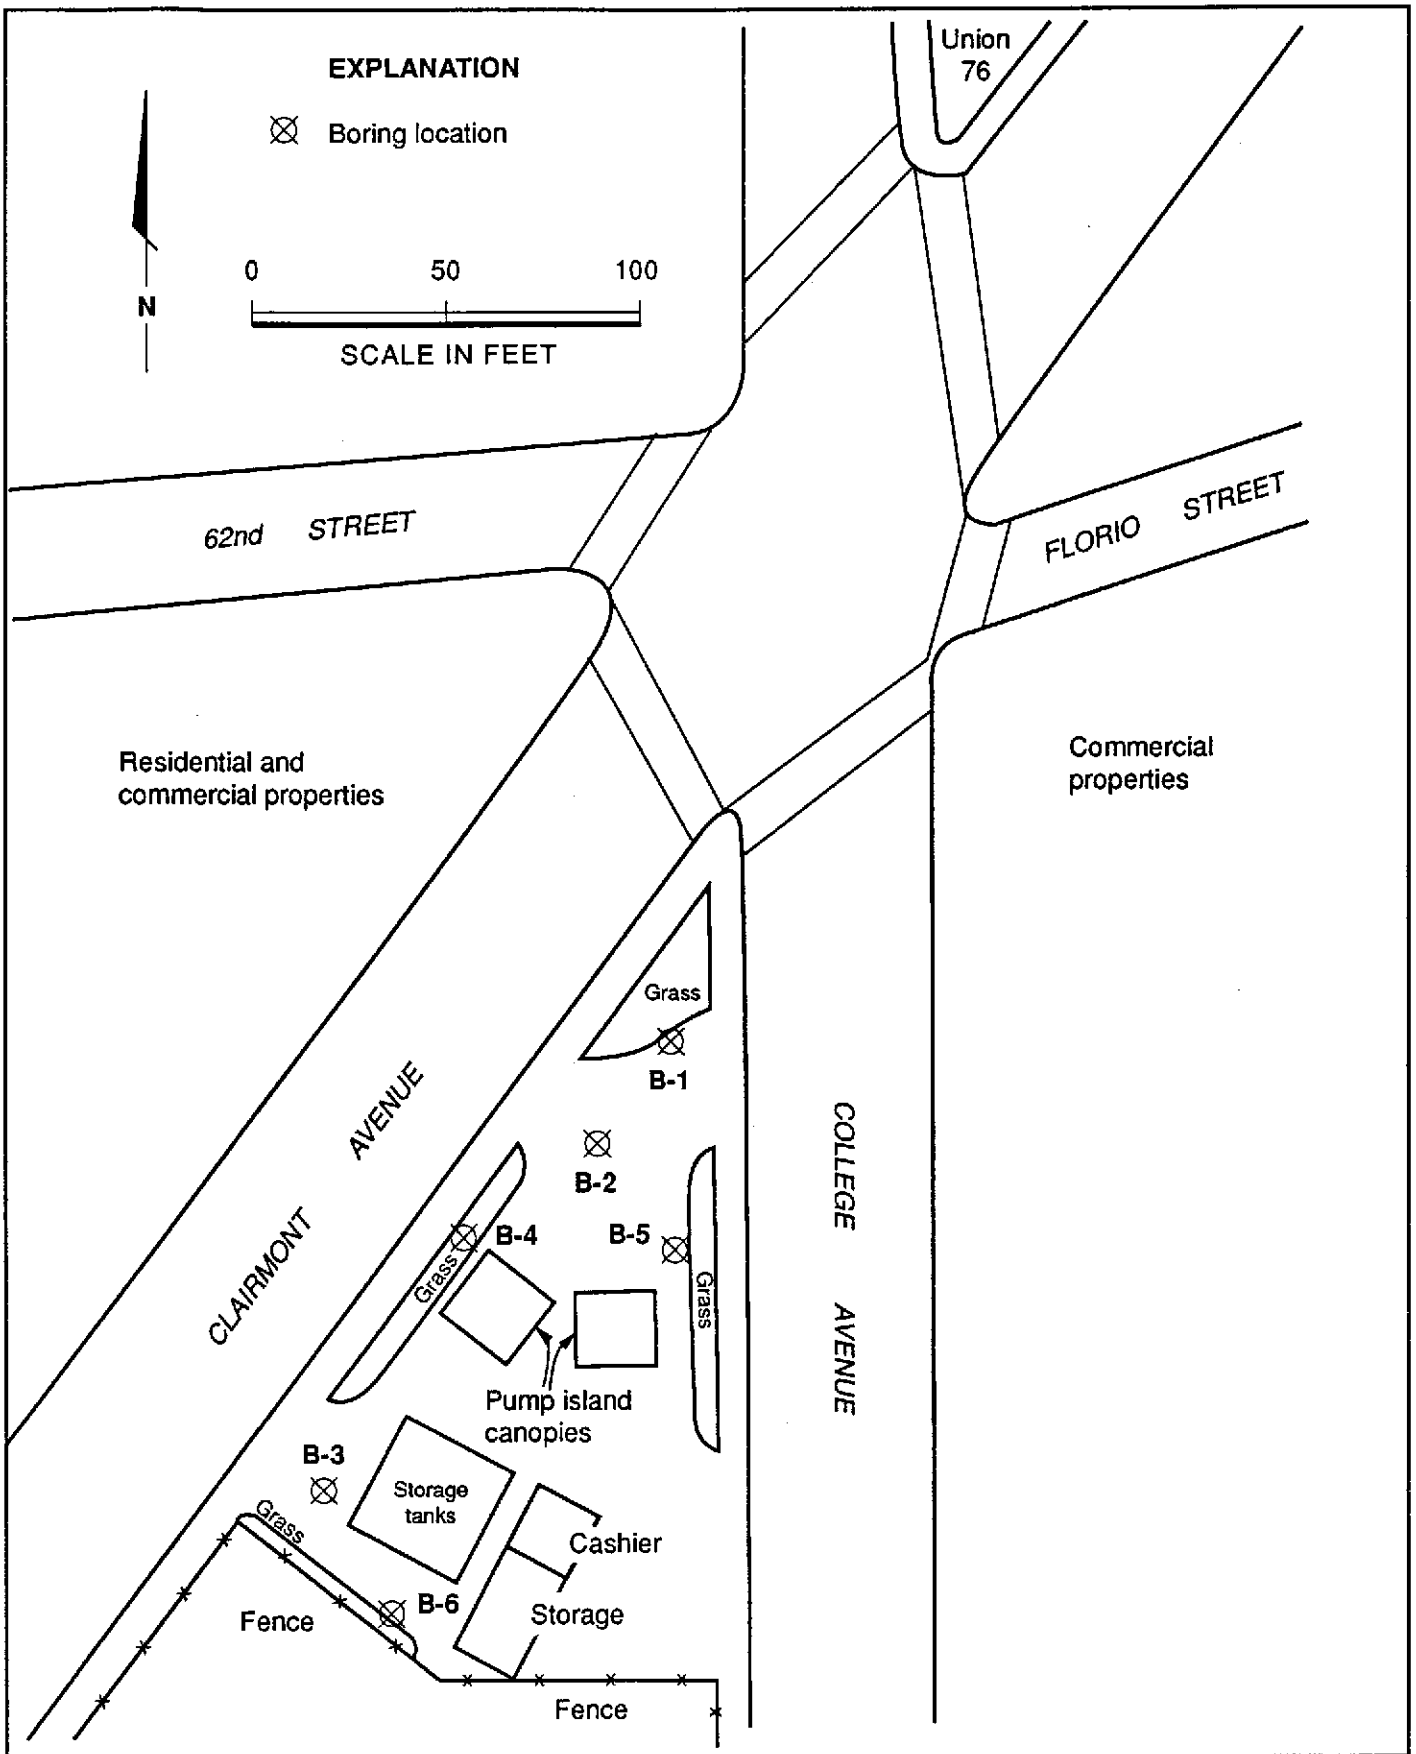 EXPLANATION
Boring location
Union
76
N
0 50 100
SCALE IN FEET
62nd STREET
FLORIO STREET
Residential and
commercial properties
Commercial
properties
Grass
B-1
CLAIRMONT AVENUE
COLLEGE AVENUE
B-2
B-4
B-5
Grass
Grass
Pump island
canopies
B-3
Storage
tanks
Grass
Cashier
B-6
Storage
Fence
Fence